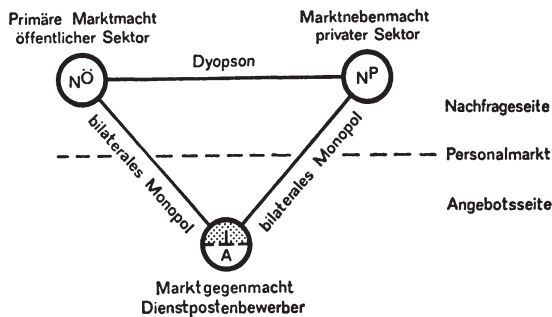 Primäre Marktmacht
öffentlicher Sektor
Marktnebenmacht
privater Sektor
Dyopson
NÖ
NP
Nachfrageseite
bilaterales Monopol
bilaterales Monopol
Personalmarkt
Angebotsseite
A
Marktgegenmacht
Dienstpostenbewerber